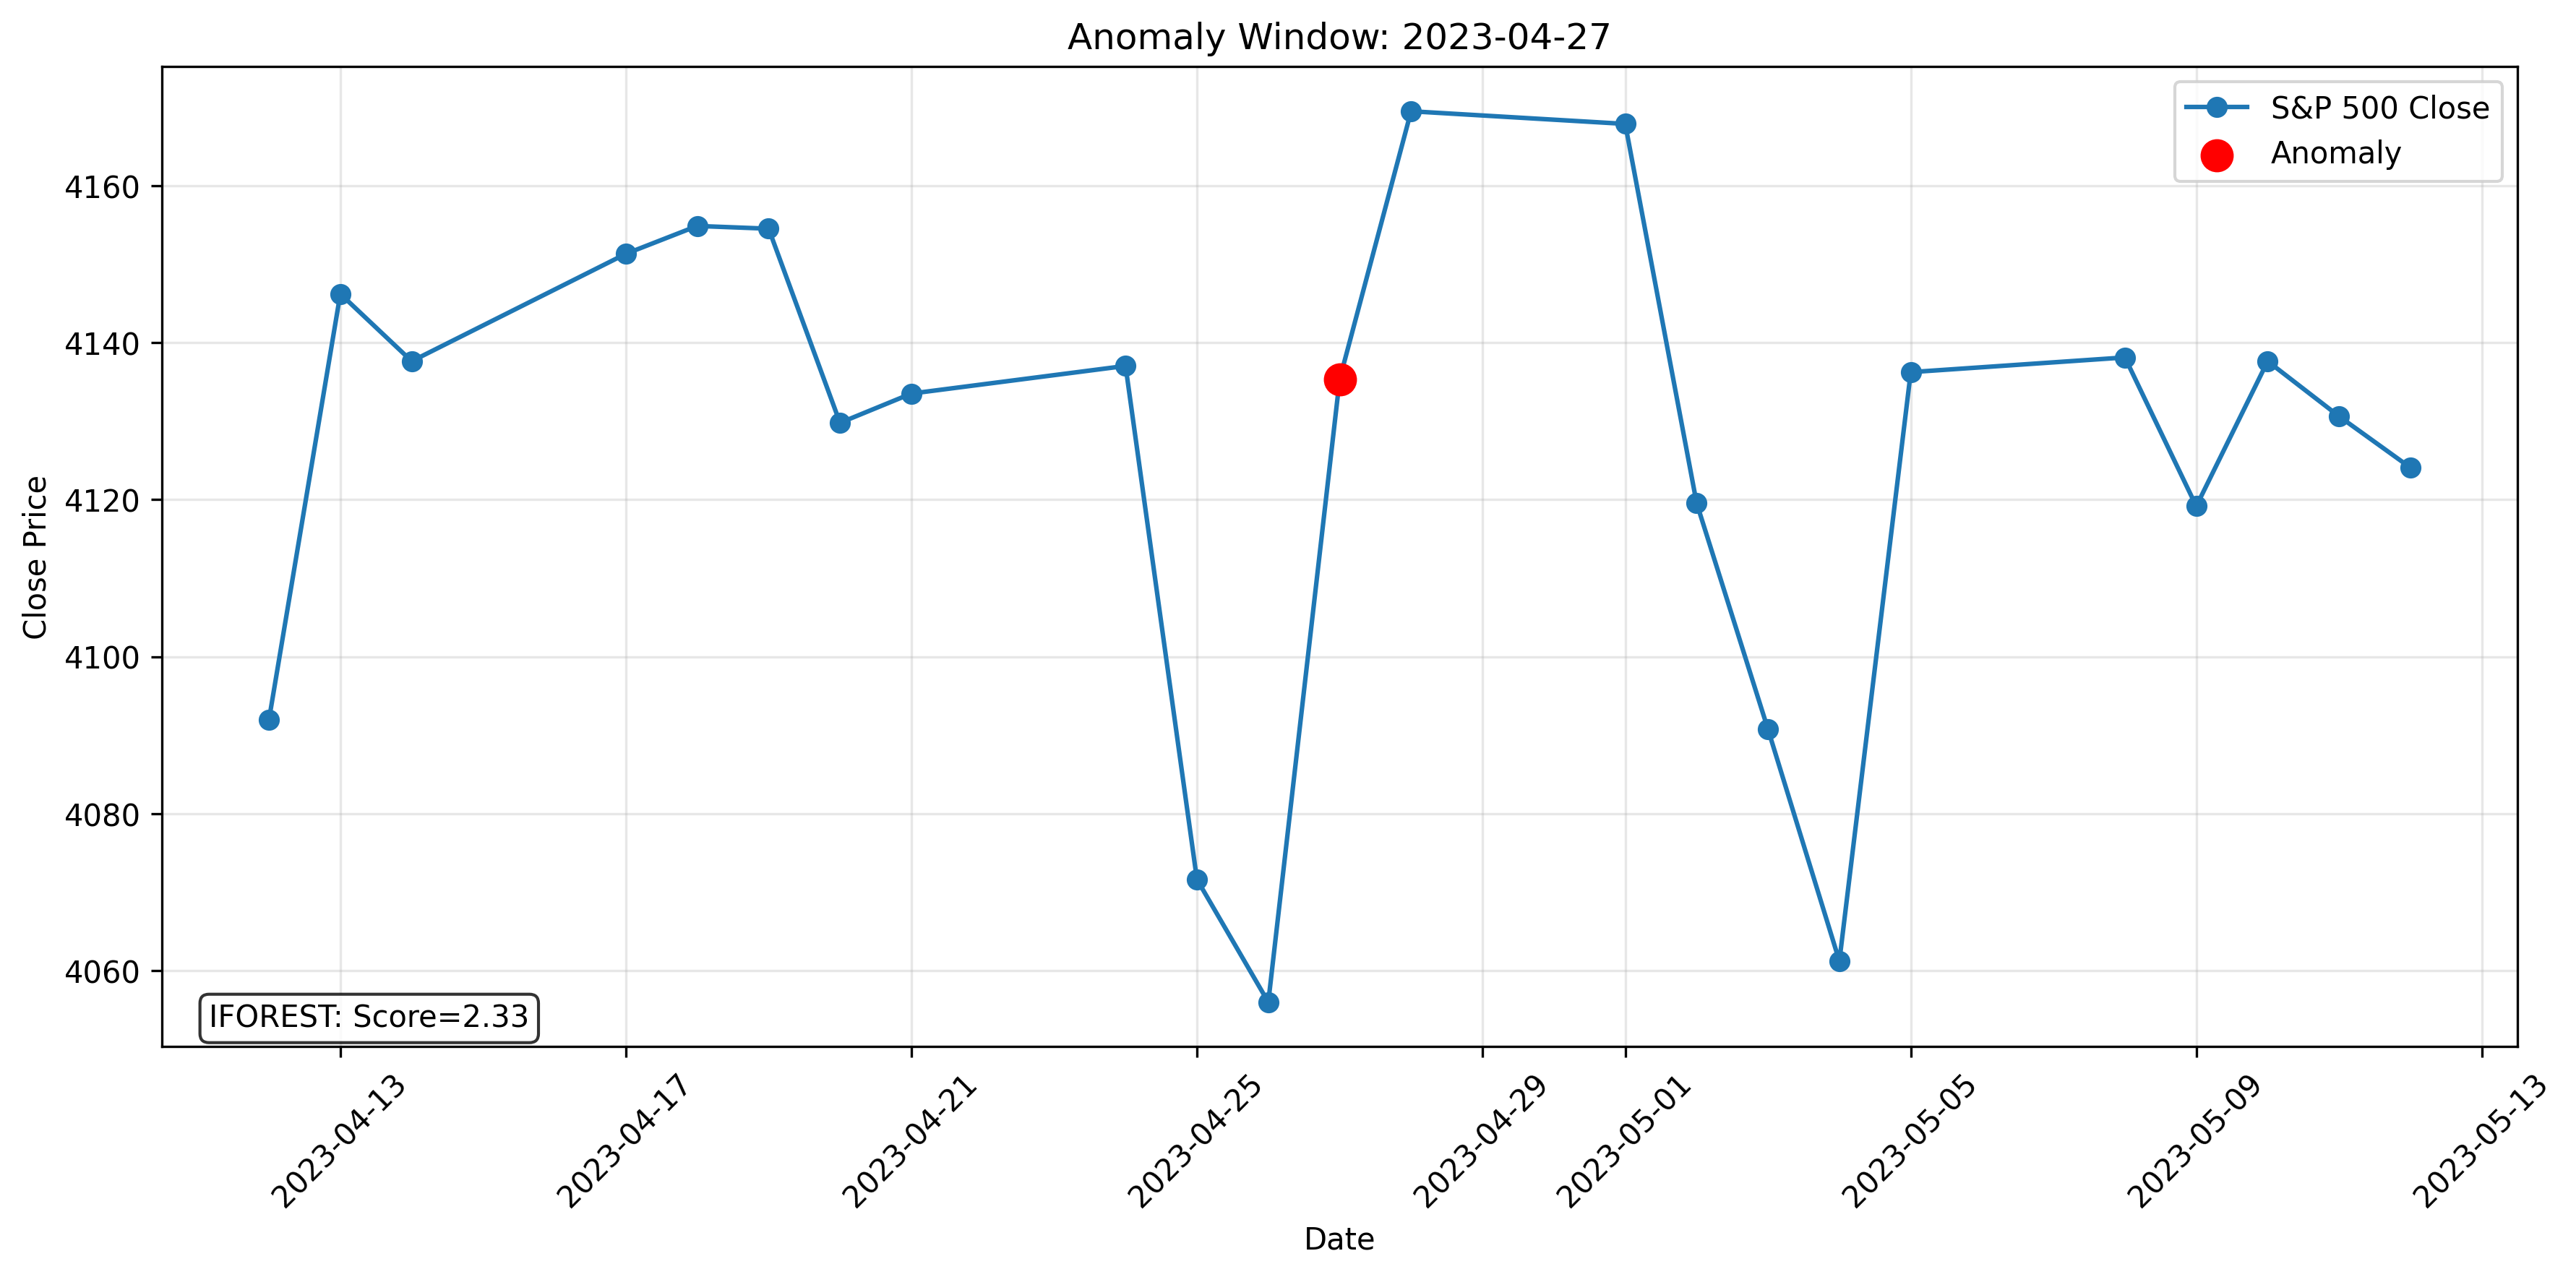 Anomaly Window: 2023-04-27
S&P 500 Close
Anomaly
Close Price
4160
4140
4120
4100
4080
4060
IFOREST: Score=2.33
2023-04-13
2023-04-17
2023-04-21
2023-04-25
2023-04-29
2023-05-01
2023-05-05
2023-05-09
2023-05-13
Date